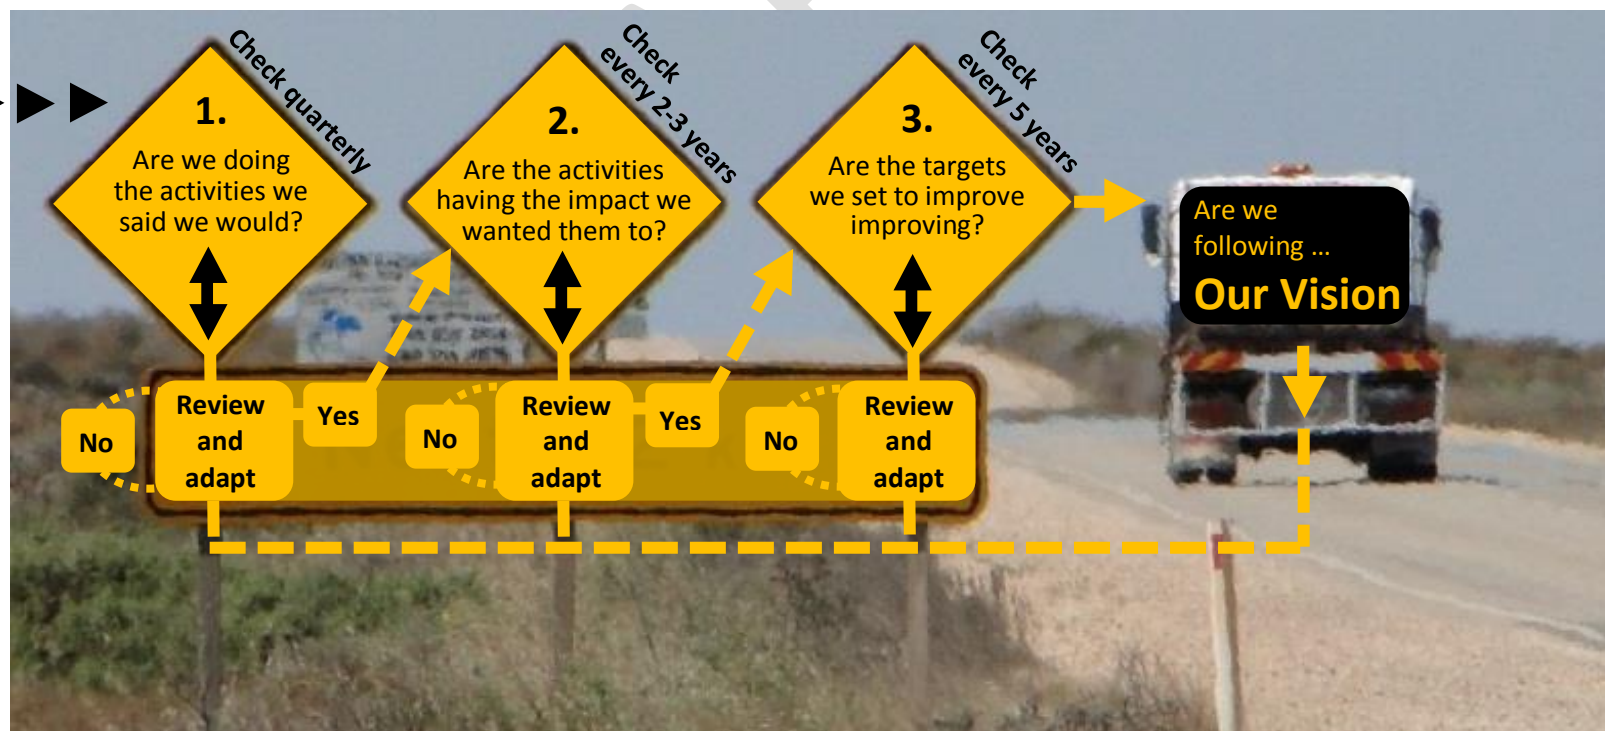 Check quarterly
1.
Are we doing
the activities we
said we would?
Check
every 2-3 years
2.
Are the activities
having the impact we
wanted them to?
Check
every 5 years
3.
Are the targets
we set to improve
improving?
Are we
following ...
Our Vision
No
Review
and
adapt
Yes
No
Review
and
adapt
Yes
No
Review
and
adapt